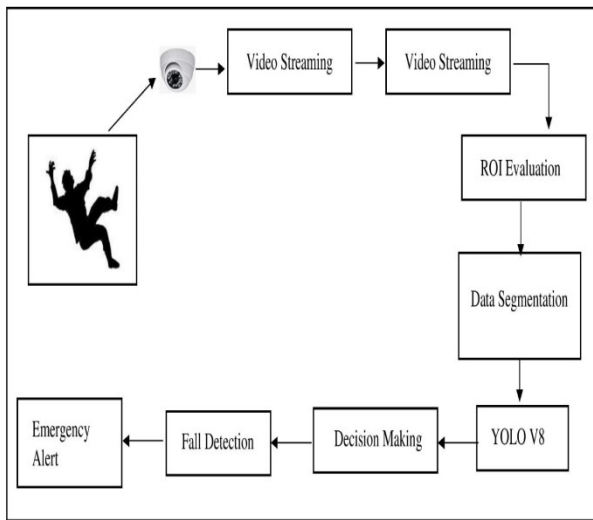 Video Streaming
Video Streaming
ROI Evaluation
Data Segmentation
YOLO V8
Decision Making
Fall Detection
Emergency
Alert